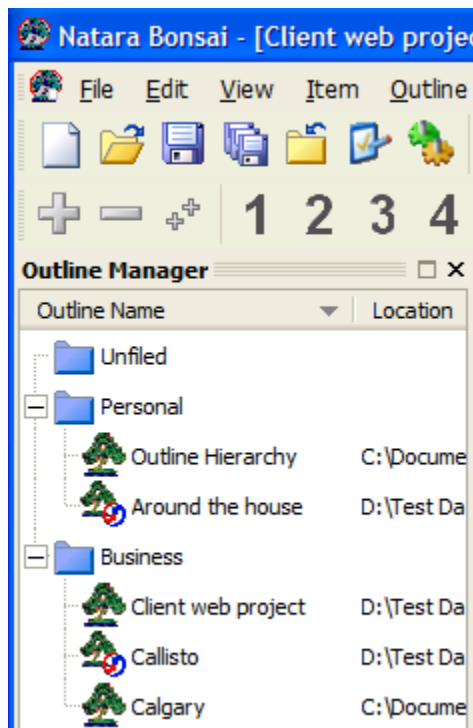 Natara Bonsai - [Client web projec
File Edit View Item Outline
1 2 3 4
Outline Manager
Outline Name Location
Unfiled
Personal
Outline Hierarchy C:\Docume
Around the house D:\Test Da
Business
Client web project D:\Test Da
Callisto D:\Test Da
Calgary C:\Docume